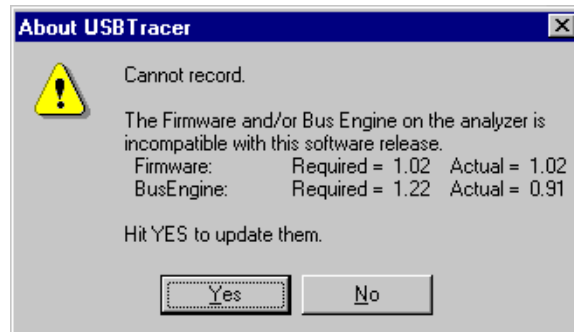 About USBTracer
Cannot record.
The Firmware and/or Bus Engine on the analyzer is
incompatible with this software release.
Firmware: Required = 1.02 Actual = 1.02
BusEngine: Required = 1.22 Actual = 0.91
Hit YES to update them.
Yes No